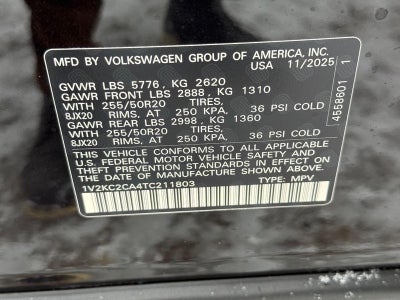 MFD BY VOLKSWAGEN GROUP OF AMERICA, INC.
USA 11/2025
GVWR LBS 5776 , KG 2620
GAWR FRONT LBS 2888 , KG 1310
WITH 255/50R20 TIRES,
8JX20 RIMS, AT 250 KPA, 36 PSI COLD
GAWR REAR LBS 2998 , KG 1360
WITH 255/50R20 TIRES,
8JX20 RIMS, AT 250 KPA, 36 PSI COLD
THIS VEHICLE CONFORMS TO ALL APPLICABLE
U.S. FEDERAL MOTOR VEHICLE SAFETY AND
THEFT PREVENTION STANDARDS IN EFFECT ON
THE DATE OF MANUFACTURE SHOWN ABOVE.
1V2KC2CA4TC211803 TYPE: MPV
4558601 1